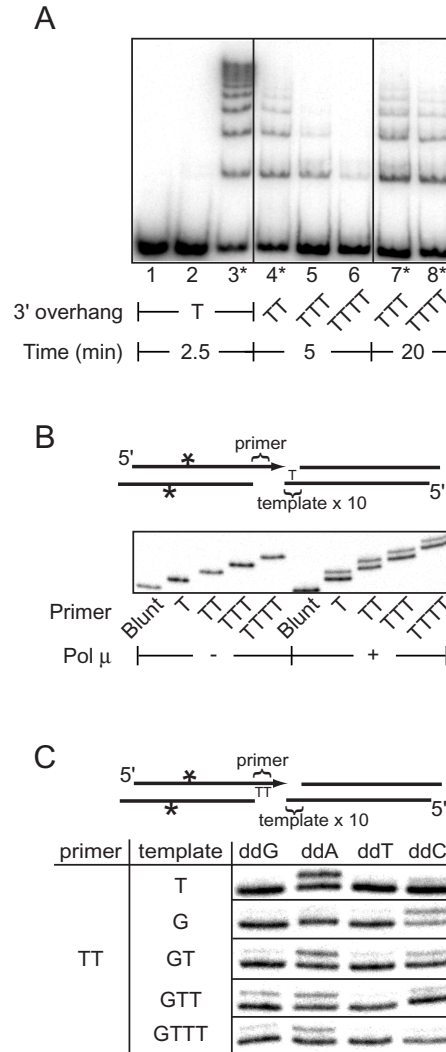 A
1 2 3* 4* 5 6 7* 8*
3' overhang T TT TTT TTTT TTT TTTT
Time (min) 2.5 5 20
B
primer
5' * T
* template x 10 5'
Primer Blunt T TT TTT TTTT Blunt T TT TTT TTTT
Pol μ - +
C
primer
5' * TT
* template x 10 5'
primer template ddG ddA ddT ddC
T
G
TT GT
GTT
GTTT